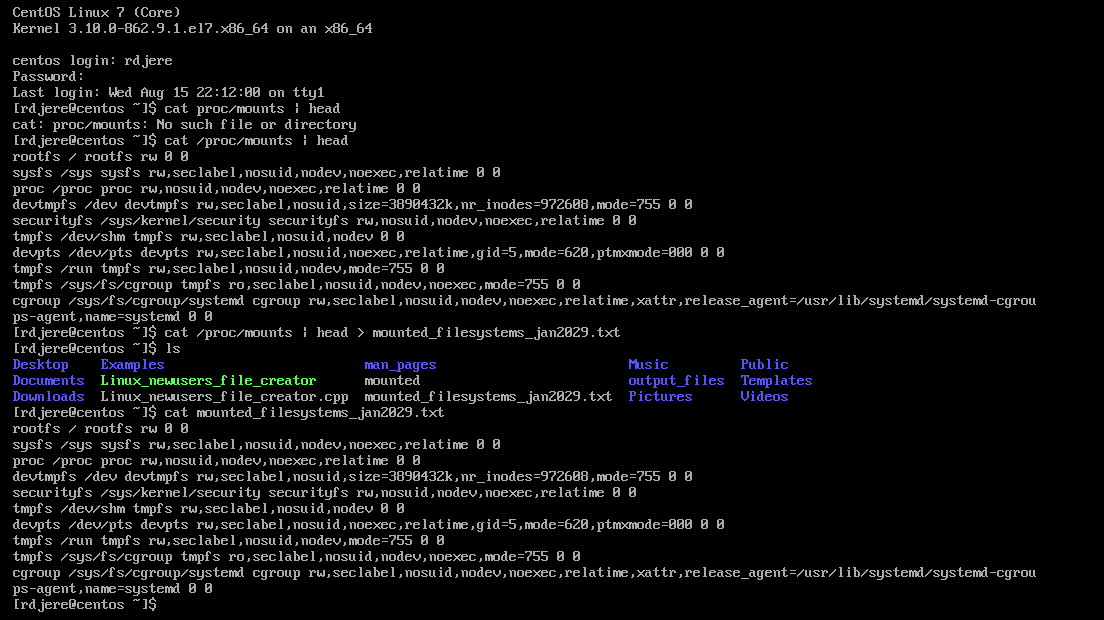 CentOS Linux 7 (Core)
Kernel 3.10.0-862.9.1.el7.x86_64 on an x86_64
centos login: rdjere
Password:
Last login: Wed Aug 15 22:12:00 on tty1
[rdjere@centos ~]$ cat proc/mounts | head
cat: proc/mounts: No such file or directory
[rdjere@centos ~]$ cat /proc/mounts | head
rootfs / rootfs rw 0 0
sysfs /sys sysfs rw,seclabel,nosuid,nodev,noexec,relatime 0 0
proc /proc proc rw,nosuid,nodev,noexec,relatime 0 0
devtmpfs /dev devtmpfs rw,seclabel,nosuid,size=3890432k,nr_inodes=972608,mode=755 0 0
securityfs /sys/kernel/security securityfs rw,nosuid,nodev,noexec,relatime 0 0
tmpfs /dev/shm tmpfs rw,seclabel,nosuid,nodev 0 0
devpts /dev/pts devpts rw,seclabel,nosuid,noexec,relatime,gid=5,mode=620,ptmxmode=000 0 0
tmpfs /run tmpfs rw,seclabel,nosuid,nodev,mode=755 0 0
tmpfs /sys/fs/cgroup tmpfs ro,seclabel,nosuid,nodev,noexec,mode=755 0 0
cgroup /sys/fs/cgroup/systemd cgroup rw,seclabel,nosuid,nodev,noexec,relatime,xattr,release_agent=/usr/lib/systemd/systemd-cgrou
ps-agent,name=systemd 0 0
[rdjere@centos ~]$ cat /proc/mounts | head > mounted_filesystems_jan2029.txt
[rdjere@centos ~]$ ls
Desktop Examples man_pages Music Public
Documents Linux_newusers_file_creator mounted output_files Templates
Downloads Linux_newusers_file_creator.cpp mounted_filesystems_jan2029.txt Pictures Videos
[rdjere@centos ~]$ cat mounted_filesystems_jan2029.txt
rootfs / rootfs rw 0 0
sysfs /sys sysfs rw,seclabel,nosuid,nodev,noexec,relatime 0 0
proc /proc proc rw,nosuid,nodev,noexec,relatime 0 0
devtmpfs /dev devtmpfs rw,seclabel,nosuid,size=3890432k,nr_inodes=972608,mode=755 0 0
securityfs /sys/kernel/security securityfs rw,nosuid,nodev,noexec,relatime 0 0
tmpfs /dev/shm tmpfs rw,seclabel,nosuid,nodev 0 0
devpts /dev/pts devpts rw,seclabel,nosuid,noexec,relatime,gid=5,mode=620,ptmxmode=000 0 0
tmpfs /run tmpfs rw,seclabel,nosuid,nodev,mode=755 0 0
tmpfs /sys/fs/cgroup tmpfs ro,seclabel,nosuid,nodev,noexec,mode=755 0 0
cgroup /sys/fs/cgroup/systemd cgroup rw,seclabel,nosuid,nodev,noexec,relatime,xattr,release_agent=/usr/lib/systemd/systemd-cgrou
ps-agent,name=systemd 0 0
[rdjere@centos ~]$